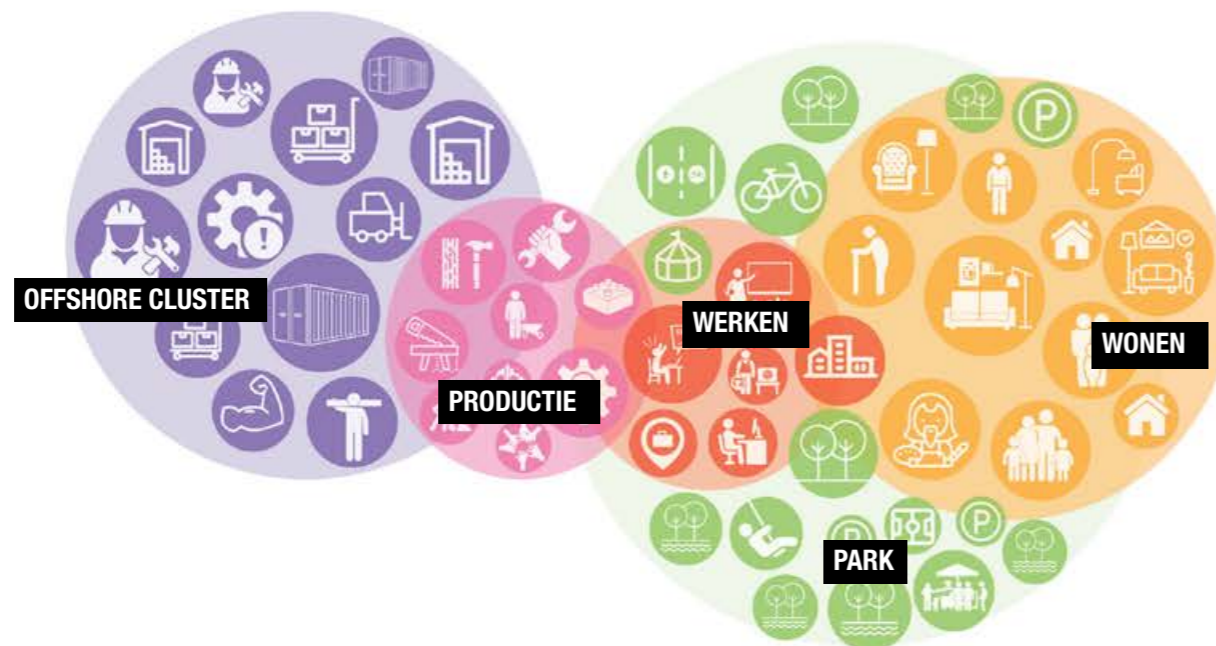 P
OFFSHORE CLUSTER
WERKEN
WONEN
PRODUCTIE
P
PARK